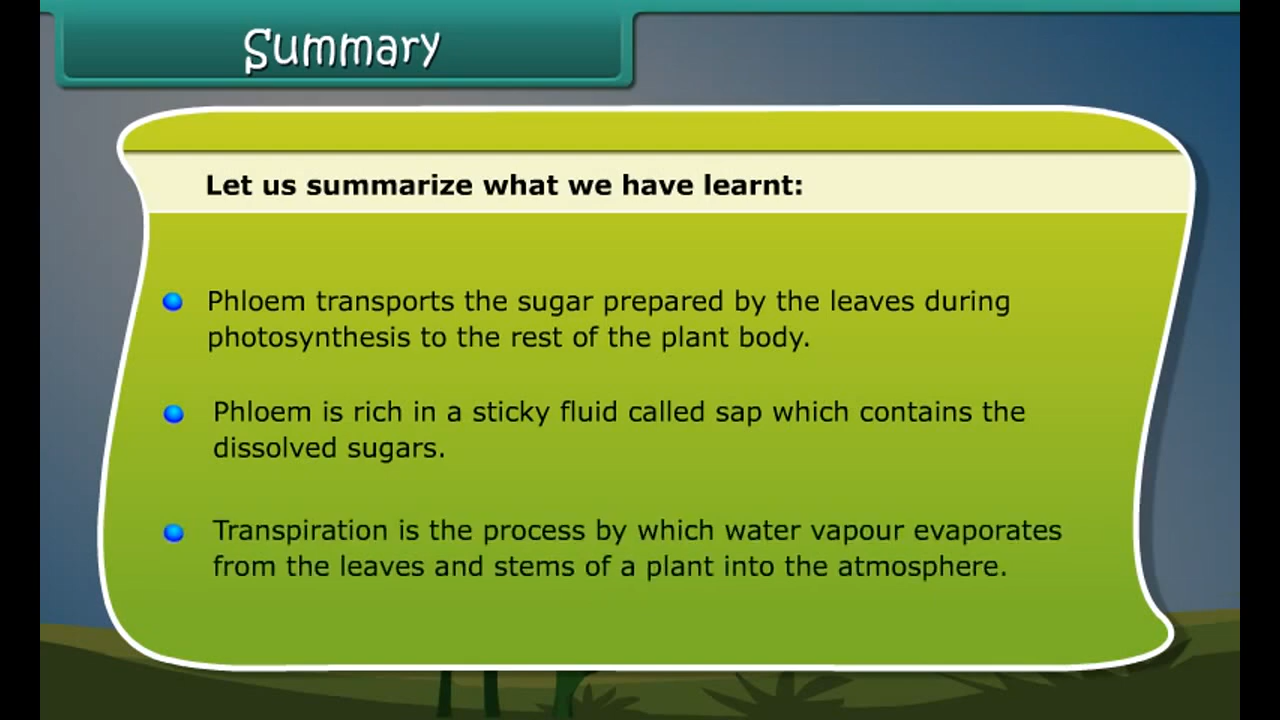 Summary
Let us summarize what we have learnt:
Phloem transports the sugar prepared by the leaves during
photosynthesis to the rest of the plant body.
Phloem is rich in a sticky fluid called sap which contains the
dissolved sugars.
Transpiration is the process by which water vapour evaporates
from the leaves and stems of a plant into the atmosphere.